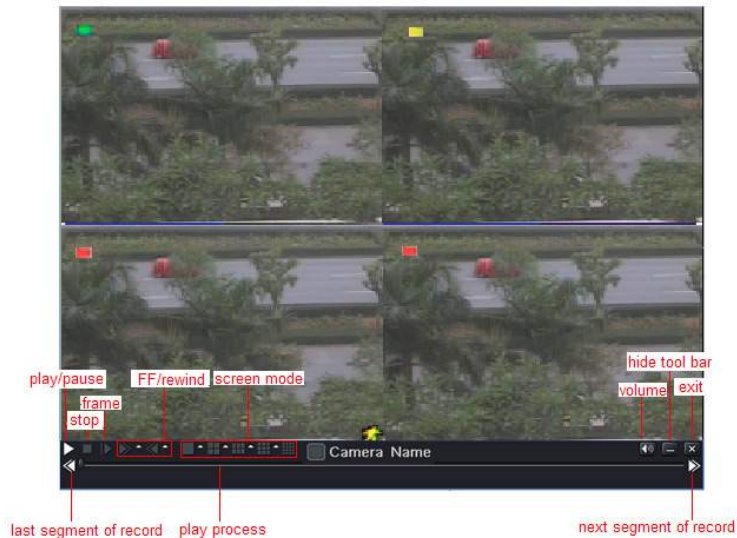 hide tool bar
play/pause
FF/rewind
screen mode
volume
exit
frame
stop
Camera Name
last segment of record
play process
next segment of record